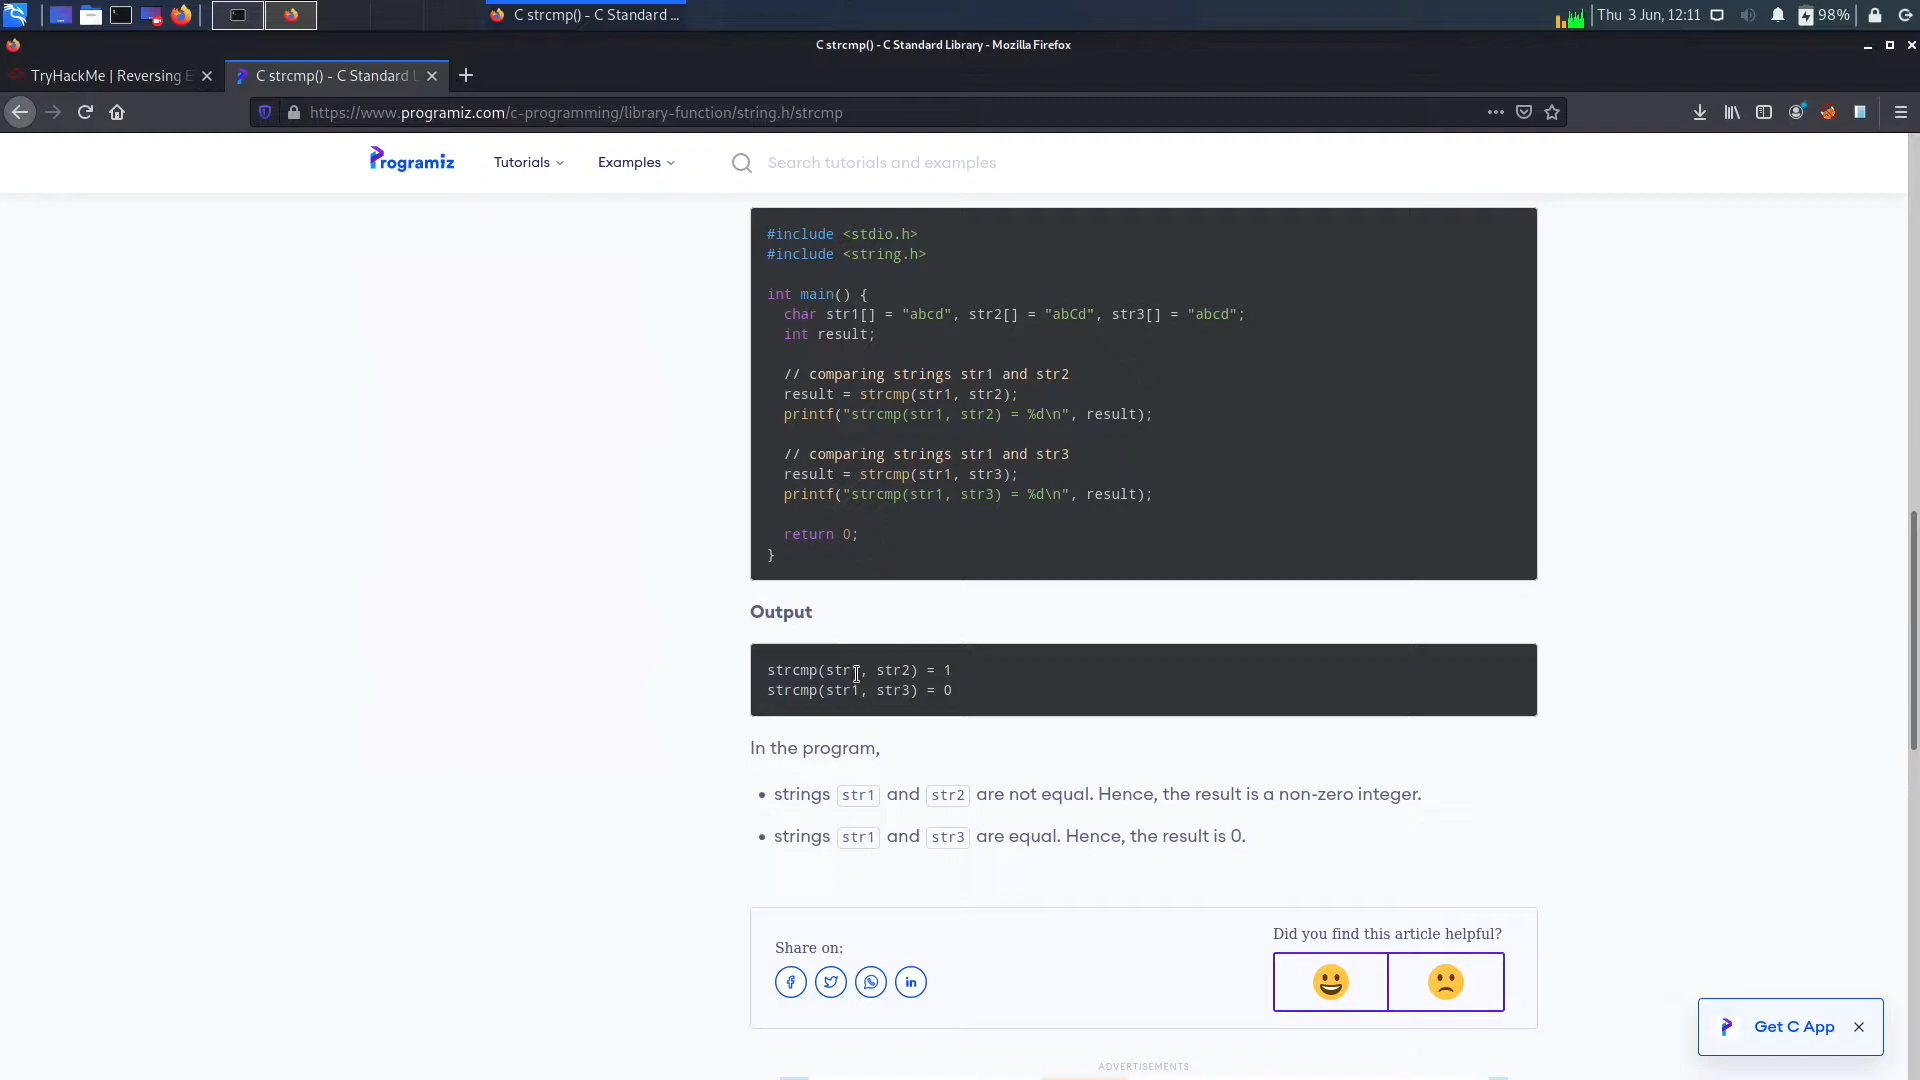 C strcmp() - C Standard ...
Thu 3 Jun, 12:11
98%
C strcmp() - C Standard Library - Mozilla Firefox
TryHackMe | Reversing E
C strcmp() - C Standard L
https://www.programiz.com/c-programming/library-function/string.h/strcmp
Programiz
Tutorials
Examples
Search tutorials and examples
#include <stdio.h>
#include <string.h>
int main() {
char str1[] = "abcd", str2[] = "abCd", str3[] = "abcd";
int result;
// comparing strings str1 and str2
result = strcmp(str1, str2);
printf("strcmp(str1, str2) = %d\n", result);
// comparing strings str1 and str3
result = strcmp(str1, str3);
printf("strcmp(str1, str3) = %d\n", result);
return 0;
}
Output
strcmp(str1, str2) = 1
strcmp(str1, str3) = 0
In the program,
• strings str1 and str2 are not equal. Hence, the result is a non-zero integer.
• strings str1 and str3 are equal. Hence, the result is 0.
Share on:
Did you find this article helpful?
Get C App
ADVERTISEMENTS